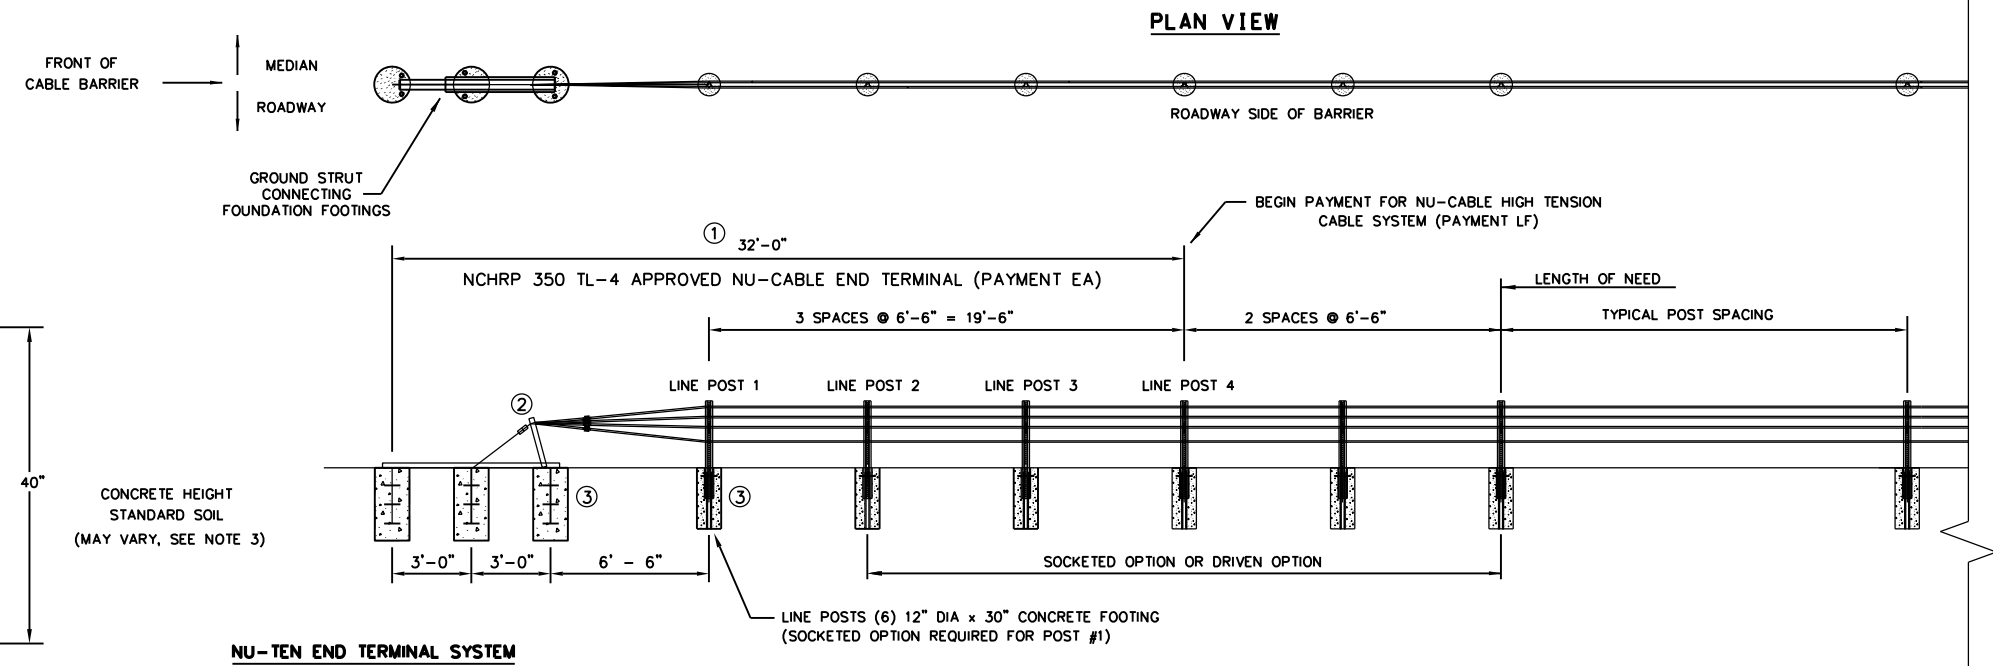 PLAN VIEW
FRONT OF
CABLE BARRIER
MEDIAN
ROADWAY
ROADWAY SIDE OF BARRIER
GROUND STRUT
CONNECTING
FOUNDATION FOOTINGS
BEGIN PAYMENT FOR NU-CABLE HIGH TENSION
CABLE SYSTEM (PAYMENT LF)
1
32'-0"
NCHRP 350 TL-4 APPROVED NU-CABLE END TERMINAL (PAYMENT EA)
LENGTH OF NEED
3 SPACES @ 6'-6" = 19'-6"
2 SPACES @ 6'-6"
TYPICAL POST SPACING
LINE POST 1
LINE POST 2
LINE POST 3
LINE POST 4
2
40"
CONCRETE HEIGHT
STANDARD SOIL
(MAY VARY, SEE NOTE 3)
3
3
3'-0"
3'-0"
6' - 6"
SOCKETED OPTION OR DRIVEN OPTION
LINE POSTS (6) 12" DIA x 30" CONCRETE FOOTING
(SOCKETED OPTION REQUIRED FOR POST #1)
NU-TEN END TERMINAL SYSTEM